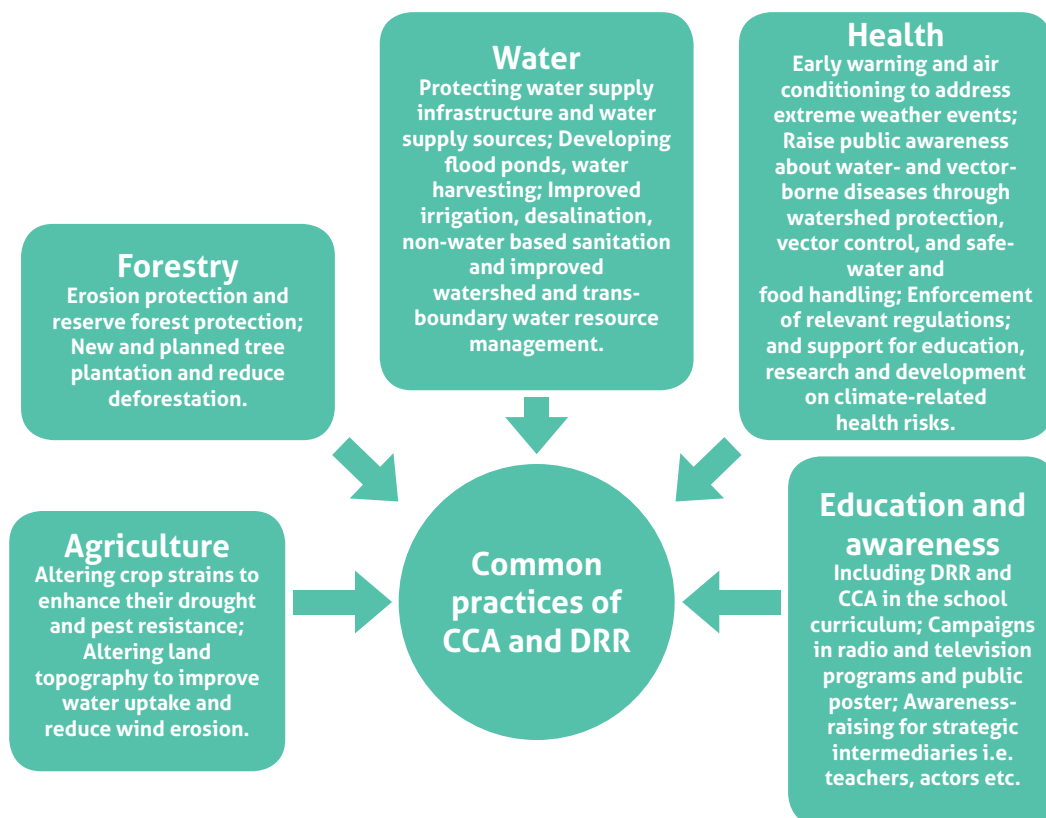 Forestry
Erosion protection and
reserve forest protection;
New and planned tree
plantation and reduce
deforestation.
Water
Protecting water supply
infrastructure and water
supply sources; Developing
flood ponds, water
harvesting; Improved
irrigation, desalination,
non-water based sanitation
and improved
watershed and trans-
boundary water resource
management.
Health
Early warning and air
conditioning to address
extreme weather events;
Raise public awareness
about water- and vector-
borne diseases through
watershed protection,
vector control, and safe-
water and
food handling; Enforcement
of relevant regulations;
and support for education,
research and development
on climate-related
health risks.
Agriculture
Altering crop strains to
enhance their drought
and pest resistance;
Altering land
topography to improve
water uptake and
reduce wind erosion.
Common
practices of
CCA and DRR
Education and
awareness
Including DRR and
CCA in the school
curriculum; Campaigns
in radio and television
programs and public
poster; Awareness-
raising for strategic
intermediaries i.e.
teachers, actors etc.